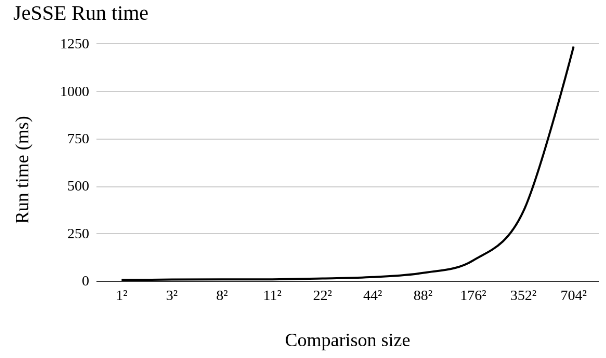 JeSSE Run time
1250
1000
750
500
250
0
Run time (ms)
1² 3² 8² 11² 22² 44² 88² 176² 352² 704²
Comparison size